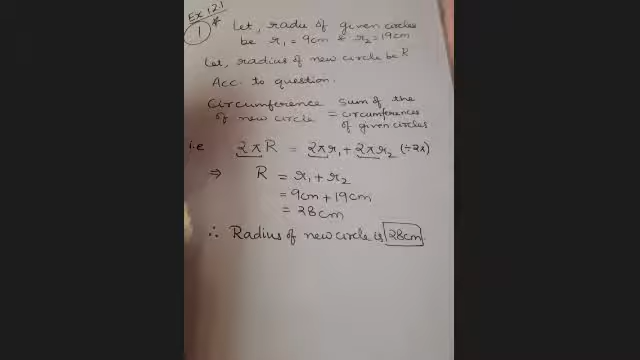 Ex 12.1
1*
Let, radu of given circles
be r₁ = 9cm & r₂ = 19cm
Let, radius of new circle be R
Acc. to question.
Circumference of new circle = sum of the circumferences of given circles
i.e 2πR = 2πr₁ + 2πr₂ (÷2π)
⇒ R = r₁ + r₂
= 9cm + 19cm
= 28cm
∴ Radius of new circle is 28cm.